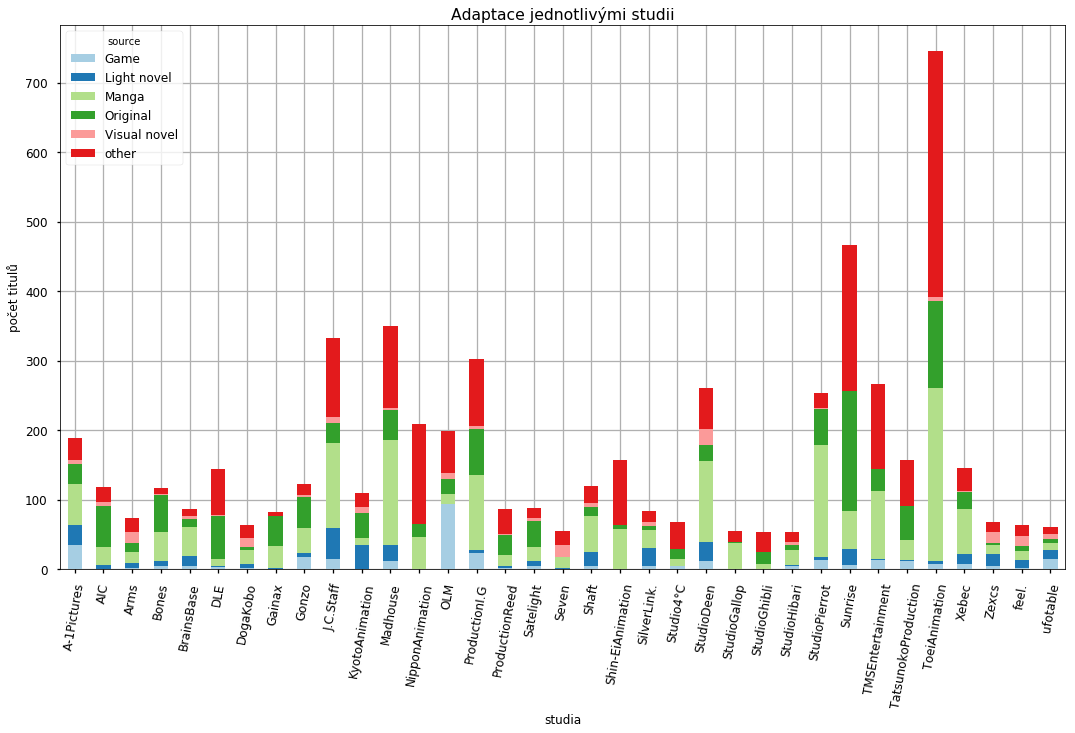 Adaptace jednotlivými studii
source
Game
Light novel
Manga
Original
Visual novel
other
700
600
500
400
300
200
100
0
počet titulů
A-1Pictures
AIC
Arms
Bones
BrainsBase
DLE
DogaKobo
Gainax
Gonzo
J.C.Staff
KyotoAnimation
Madhouse
NipponAnimation
OLM
ProductionI.G
ProductionReed
Satelight
Seven
Shaft
Shin-EiAnimation
SilverLink.
Studio4°C
StudioDeen
StudioGallop
StudioGhibli
StudioHibari
StudioPierrot
Sunrise
TMSEntertainment
TatsunokoProduction
ToeiAnimation
Xebec
Zexcs
feel.
ufotable
studia